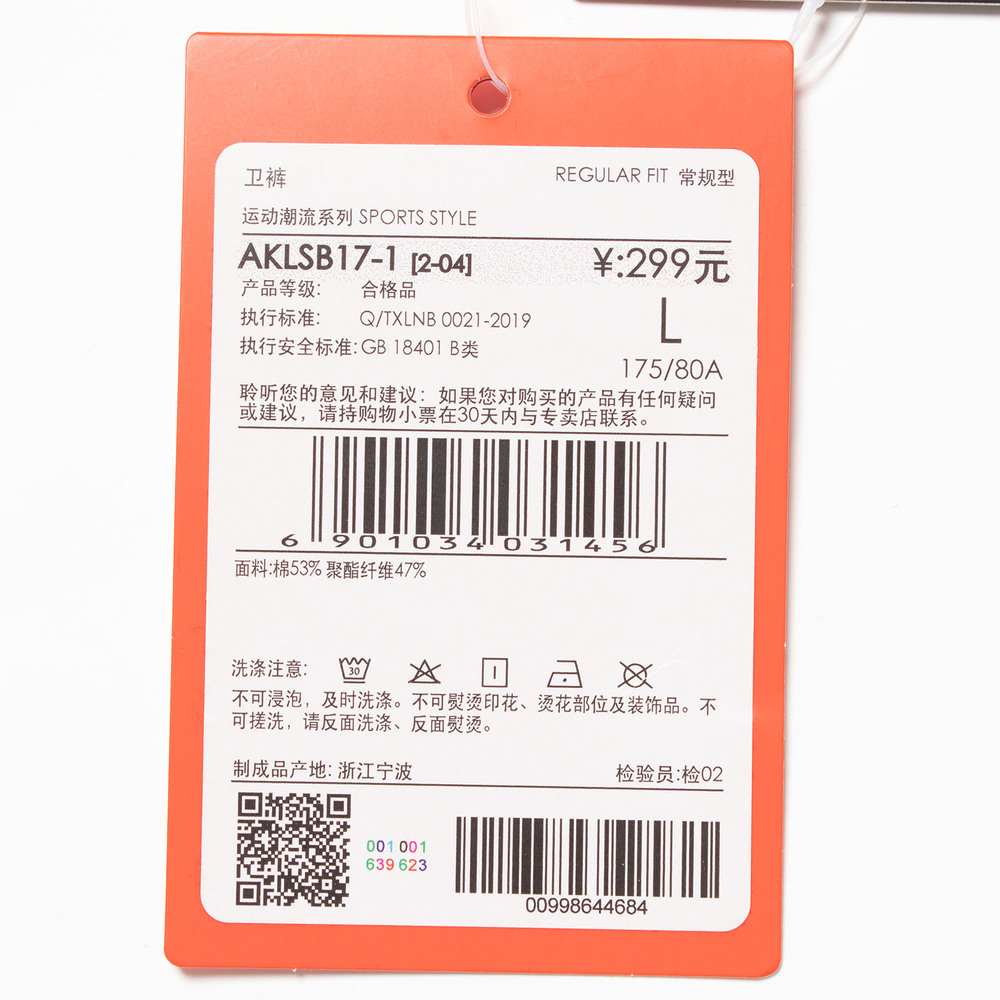 卫裤 REGULAR FIT 常规型
运动潮流系列 SPORTS STYLE
AKLSB17-1 [2-04] ¥:299元
产品等级: 合格品
执行标准: Q/TXLNB 0021-2019 L
执行安全标准:GB 18401 B类
175/80A
聆听您的意见和建议：如果您对购买的产品有任何疑问
或建议，请持购物小票在30天内与专卖店联系。
6 901034 031456
面料:棉53% 聚酯纤维47%
洗涤注意: 30
不可浸泡，及时洗涤。不可熨烫印花、烫花部位及装饰品。不
可搓洗，请反面洗涤、反面熨烫。
制成品产地: 浙江宁波 检验员:检02
001 001
639 623
00998644684